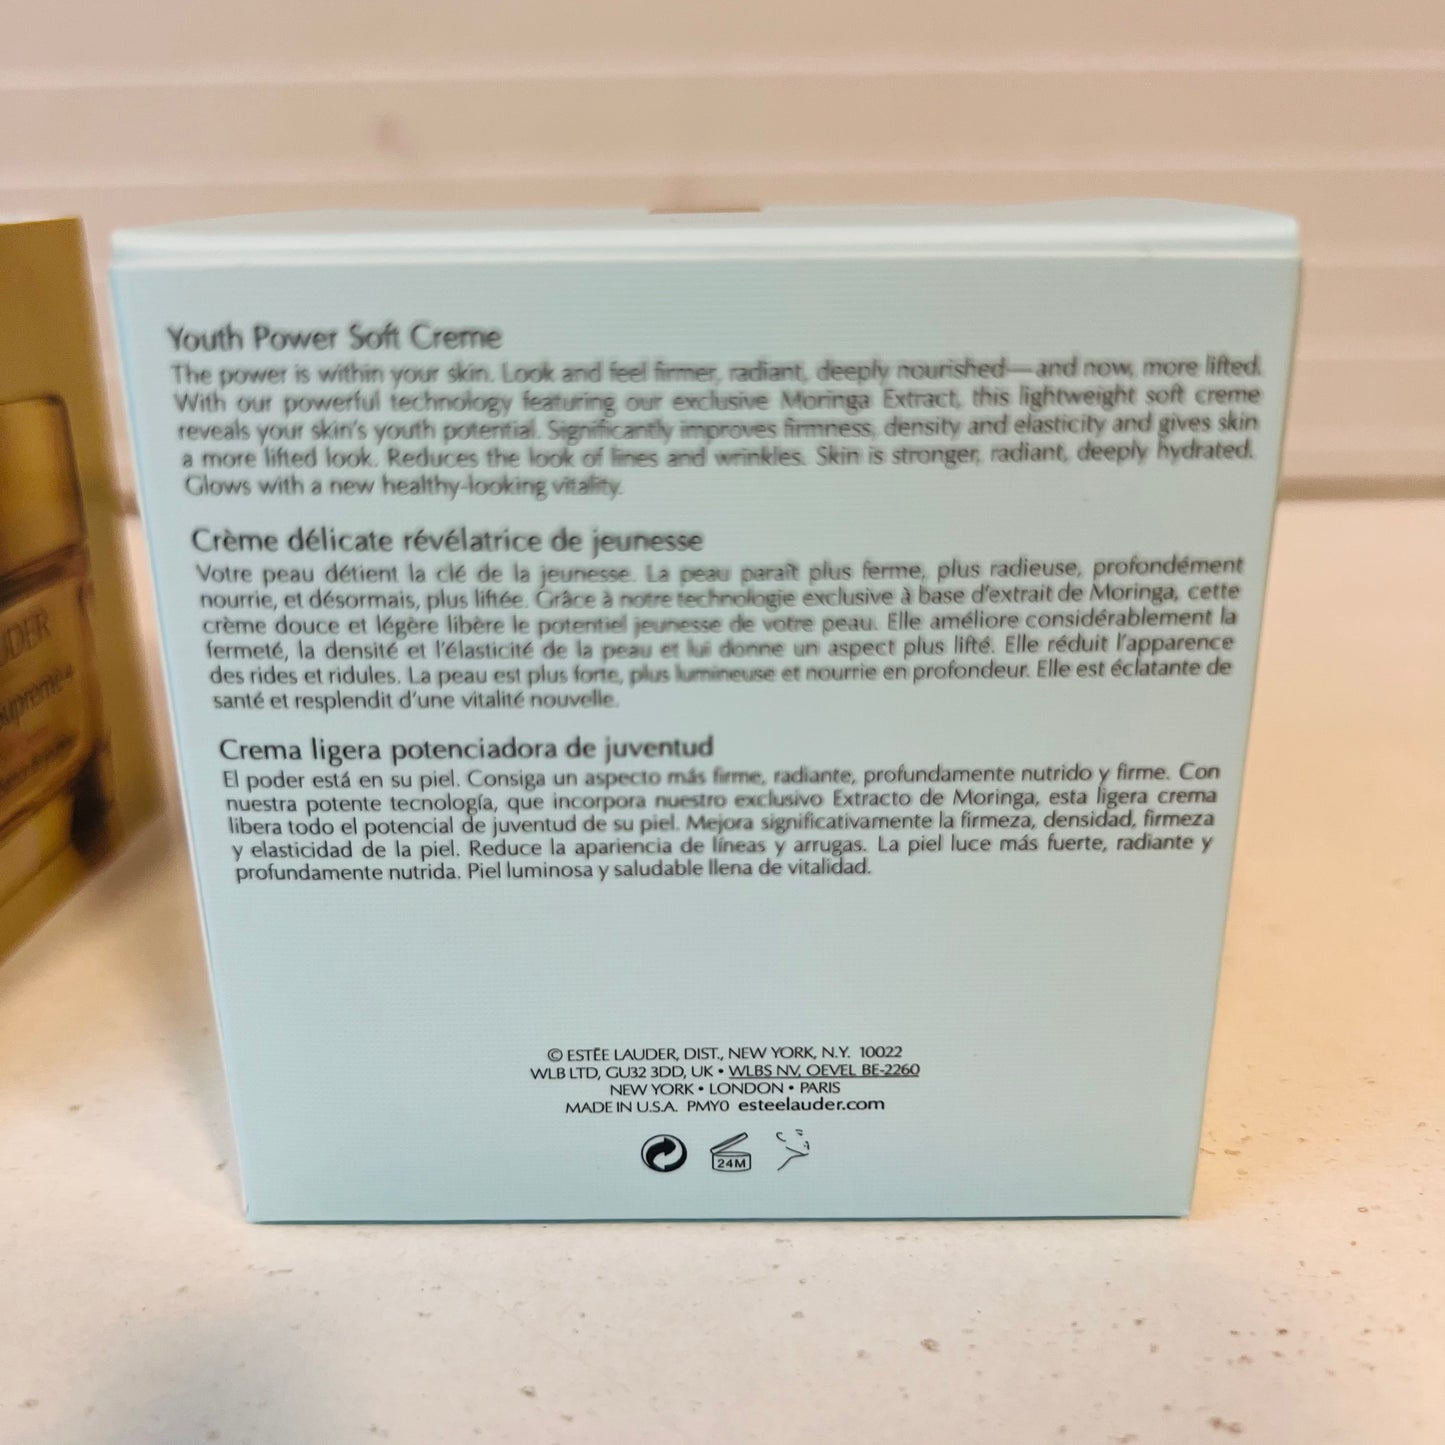 Youth Power Soft Creme
The power is within your skin. Look and feel firmer, radiant, deeply nourished—and now, more lifted.
With our powerful technology featuring our exclusive Moringa Extract, this lightweight soft creme
reveals your skin's youth potential. Significantly improves firmness, density and elasticity and gives skin
a more lifted look. Reduces the look of lines and wrinkles. Skin is stronger, radiant, deeply hydrated.
Glows with a new healthy-looking vitality.
Crème délicate révélatrice de jeunesse
Votre peau détient la clé de la jeunesse. La peau paraît plus ferme, plus radieuse, profondément
nourrie, et désormais, plus liftée. Grâce à notre technologie exclusive à base d'extrait de Moringa, cette
crème douce et légère libère le potentiel jeunesse de votre peau. Elle améliore considérablement la
fermeté, la densité et l'élasticité de la peau et lui donne un aspect plus lifté. Elle réduit l'apparence
des rides et ridules. La peau est plus forte, plus lumineuse et nourrie en profondeur. Elle est éclatante de
santé et resplendit d'une vitalité nouvelle.
Crema ligera potenciadora de juventud
El poder está en su piel. Consiga un aspecto más firme, radiante, profundamente nutrido y firme. Con
nuestra potente tecnología, que incorpora nuestro exclusivo Extracto de Moringa, esta ligera crema
libera todo el potencial de juventud de su piel. Mejora significativamente la firmeza, densidad, firmeza
y elasticidad de la piel. Reduce la apariencia de líneas y arrugas. La piel luce más fuerte, radiante y
profundamente nutrida. Piel luminosa y saludable llena de vitalidad.
© ESTĒE LAUDER, DIST., NEW YORK, N.Y. 10022
WLB LTD, GU32 3DD, UK • WLBS NV, OEVEL BE-2260
NEW YORK • LONDON • PARIS
MADE IN U.S.A. PMY0 esteelauder.com
24M
UDER
Supreme+